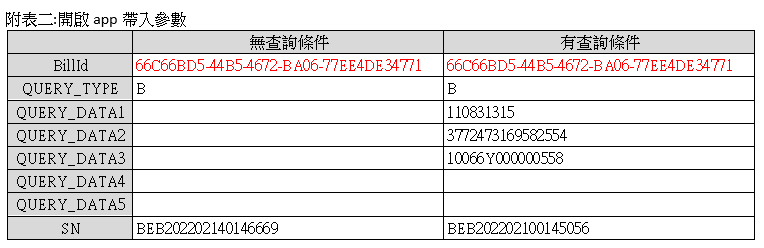 附表二:開啟 app 帶入參數
無查詢條件 有查詢條件
BillId 66C66BD5-44B5-4672-BA06-77EE4DE34771 66C66BD5-44B5-4672-BA06-77EE4DE34771
QUERY_TYPE B B
QUERY_DATA1 110831315
QUERY_DATA2 3772473169582554
QUERY_DATA3 10066Y000000558
QUERY_DATA4
QUERY_DATA5
SN BEB202202140146669 BEB202202100145056